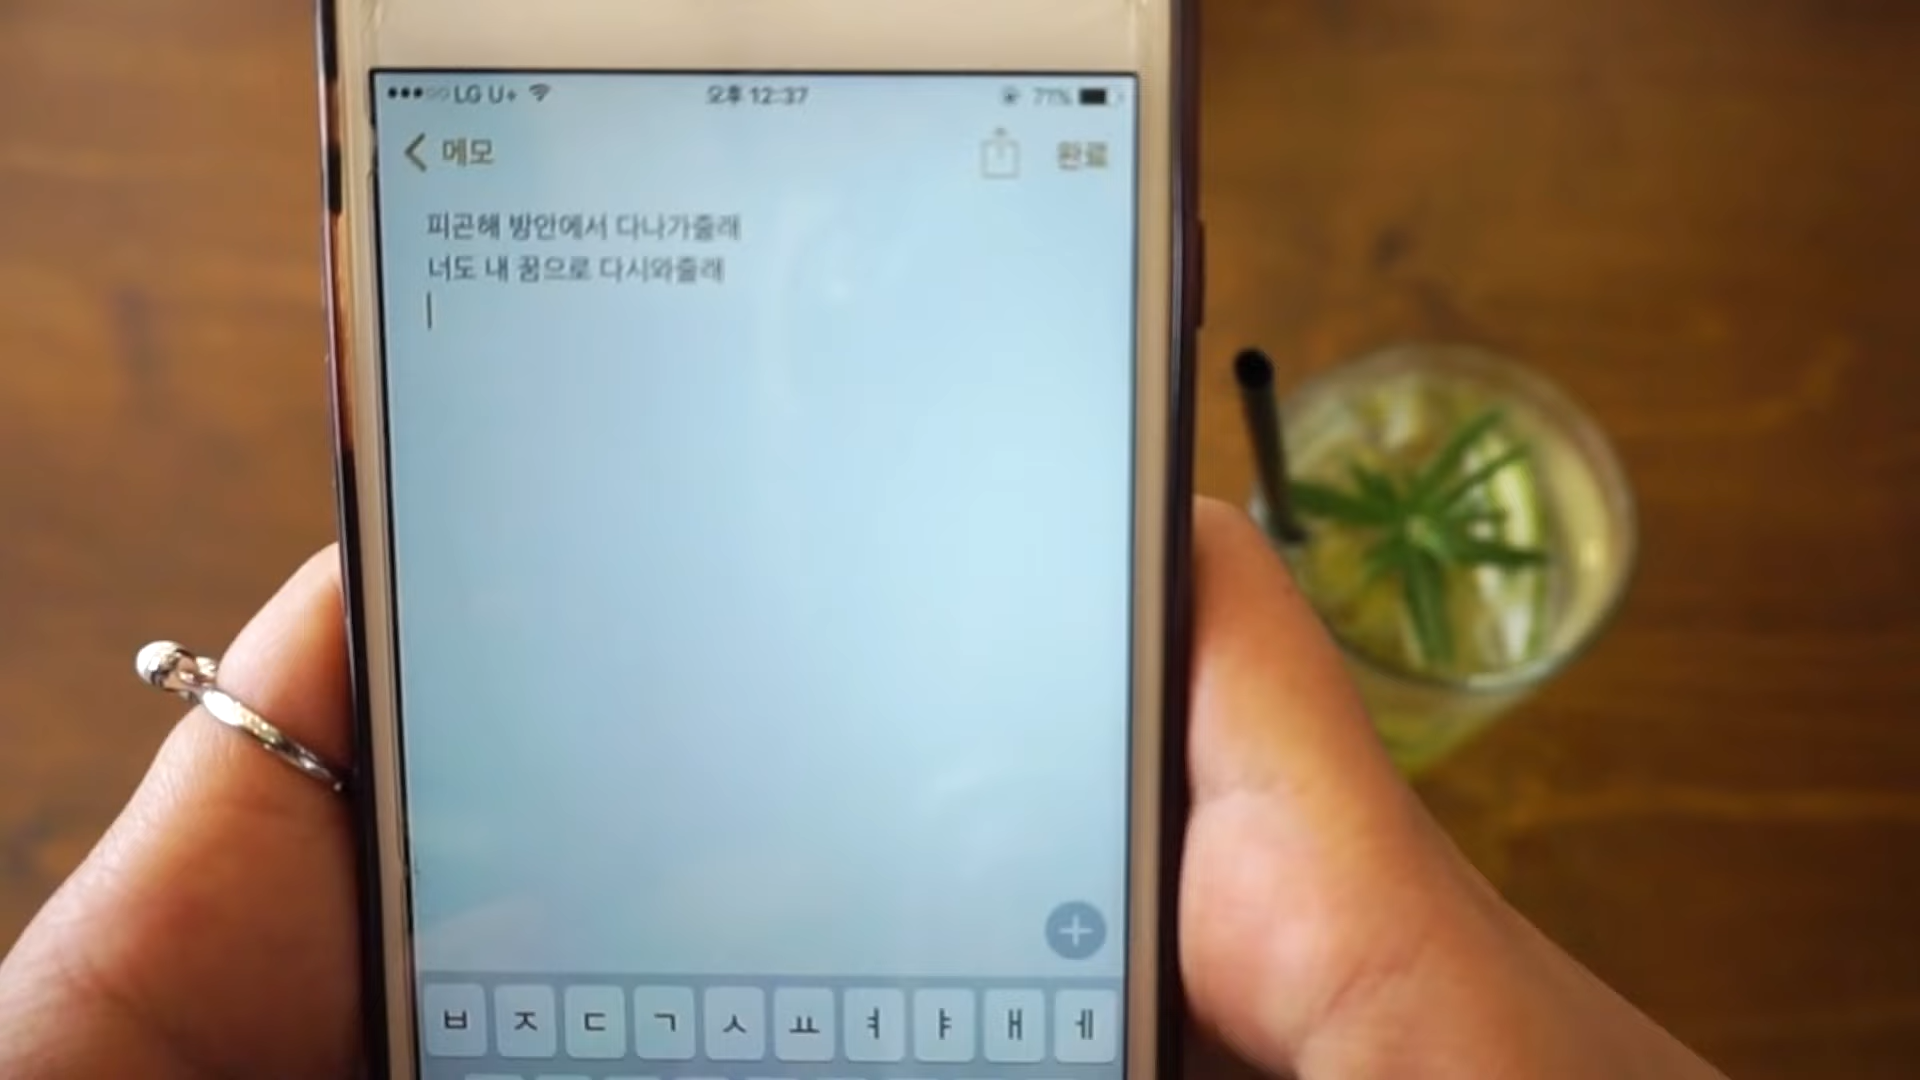 LG U+ 오후 12:37 71%
메모 완료
피곤해 방안에서 다나가줄래
너도 내 꿈으로 다시와줄래
ㅂ ㅈ ㄷ ㄱ ㅅ ㅛ ㅕ ㅑ ㅐ ㅔ